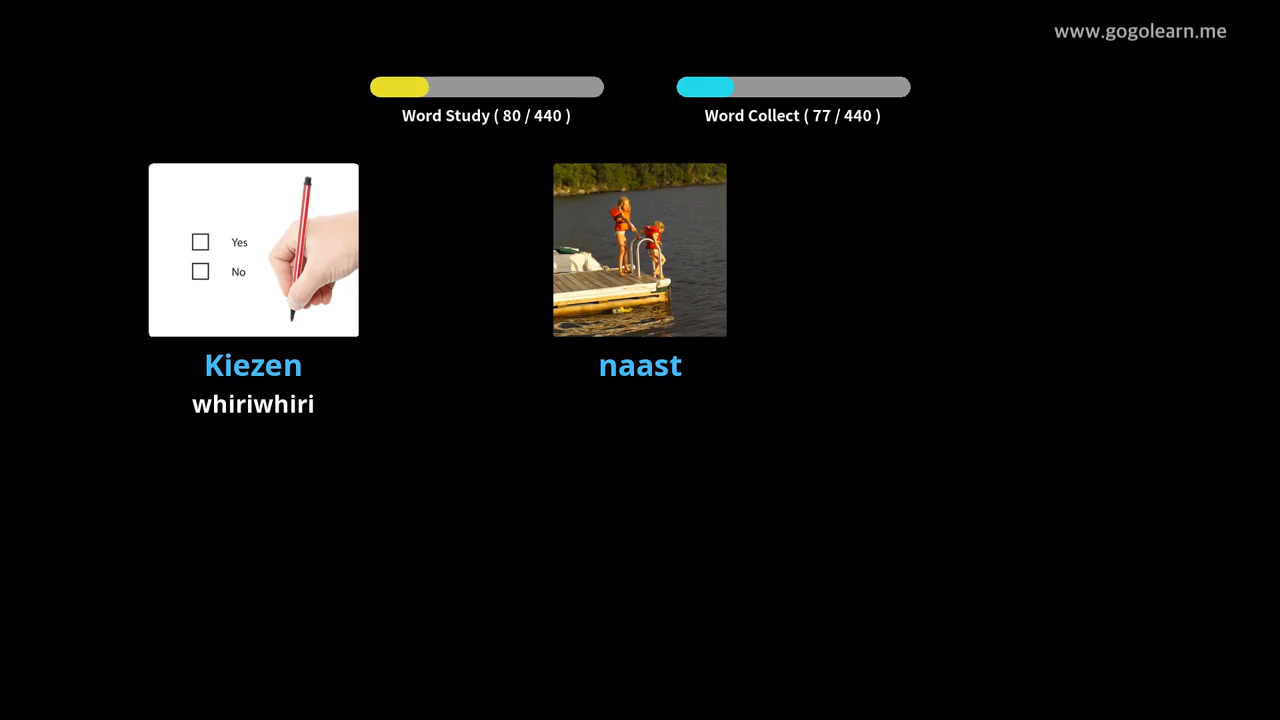 www.gogolearn.me
Word Study ( 80 / 440 )
Word Collect ( 77 / 440 )
Yes
No
Kiezen
whiriwhiri
naast